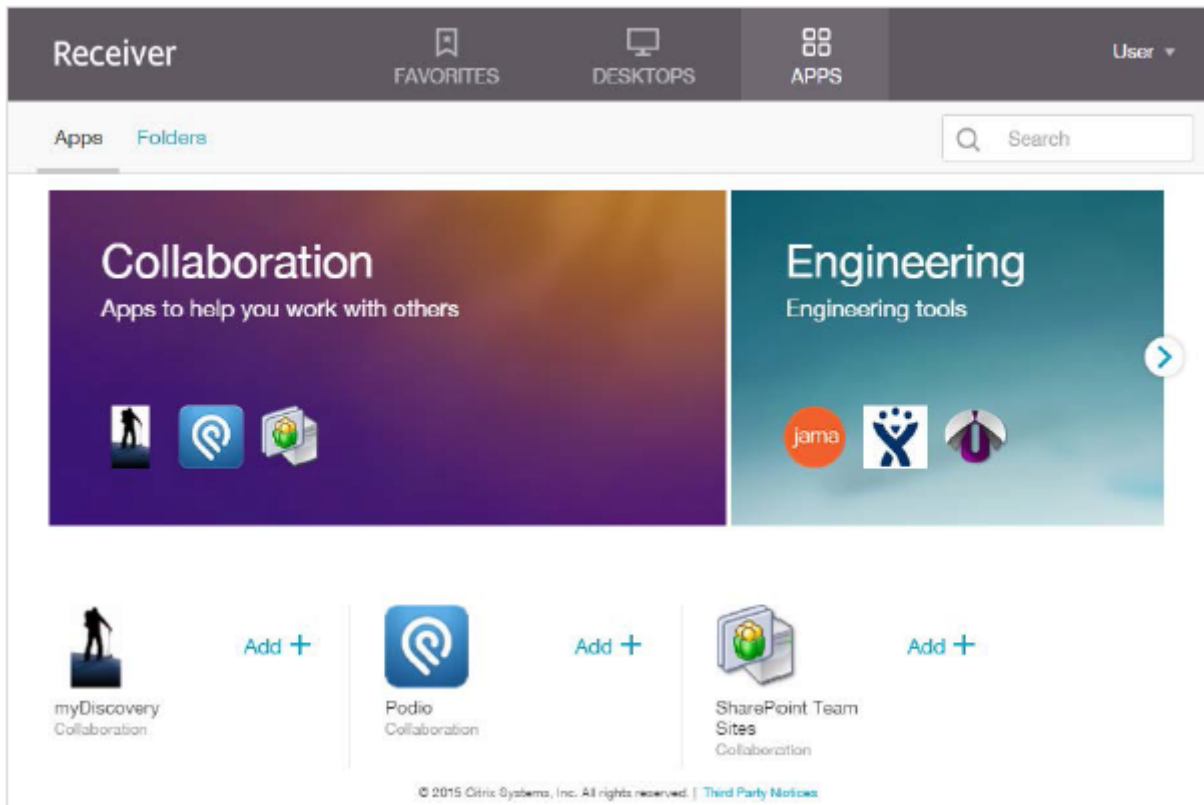 Receiver
FAVORITES
DESKTOPS
APPS
User
Apps
Folders
Search
Collaboration
Apps to help you work with others
Engineering
Engineering tools
jama
Add +
Add +
Add +
myDiscovery
Collaboration
Podio
Collaboration
SharePoint Team
Sites
Collaboration
© 2015 Citrix Systems, Inc. All rights reserved. | Third Party Notices